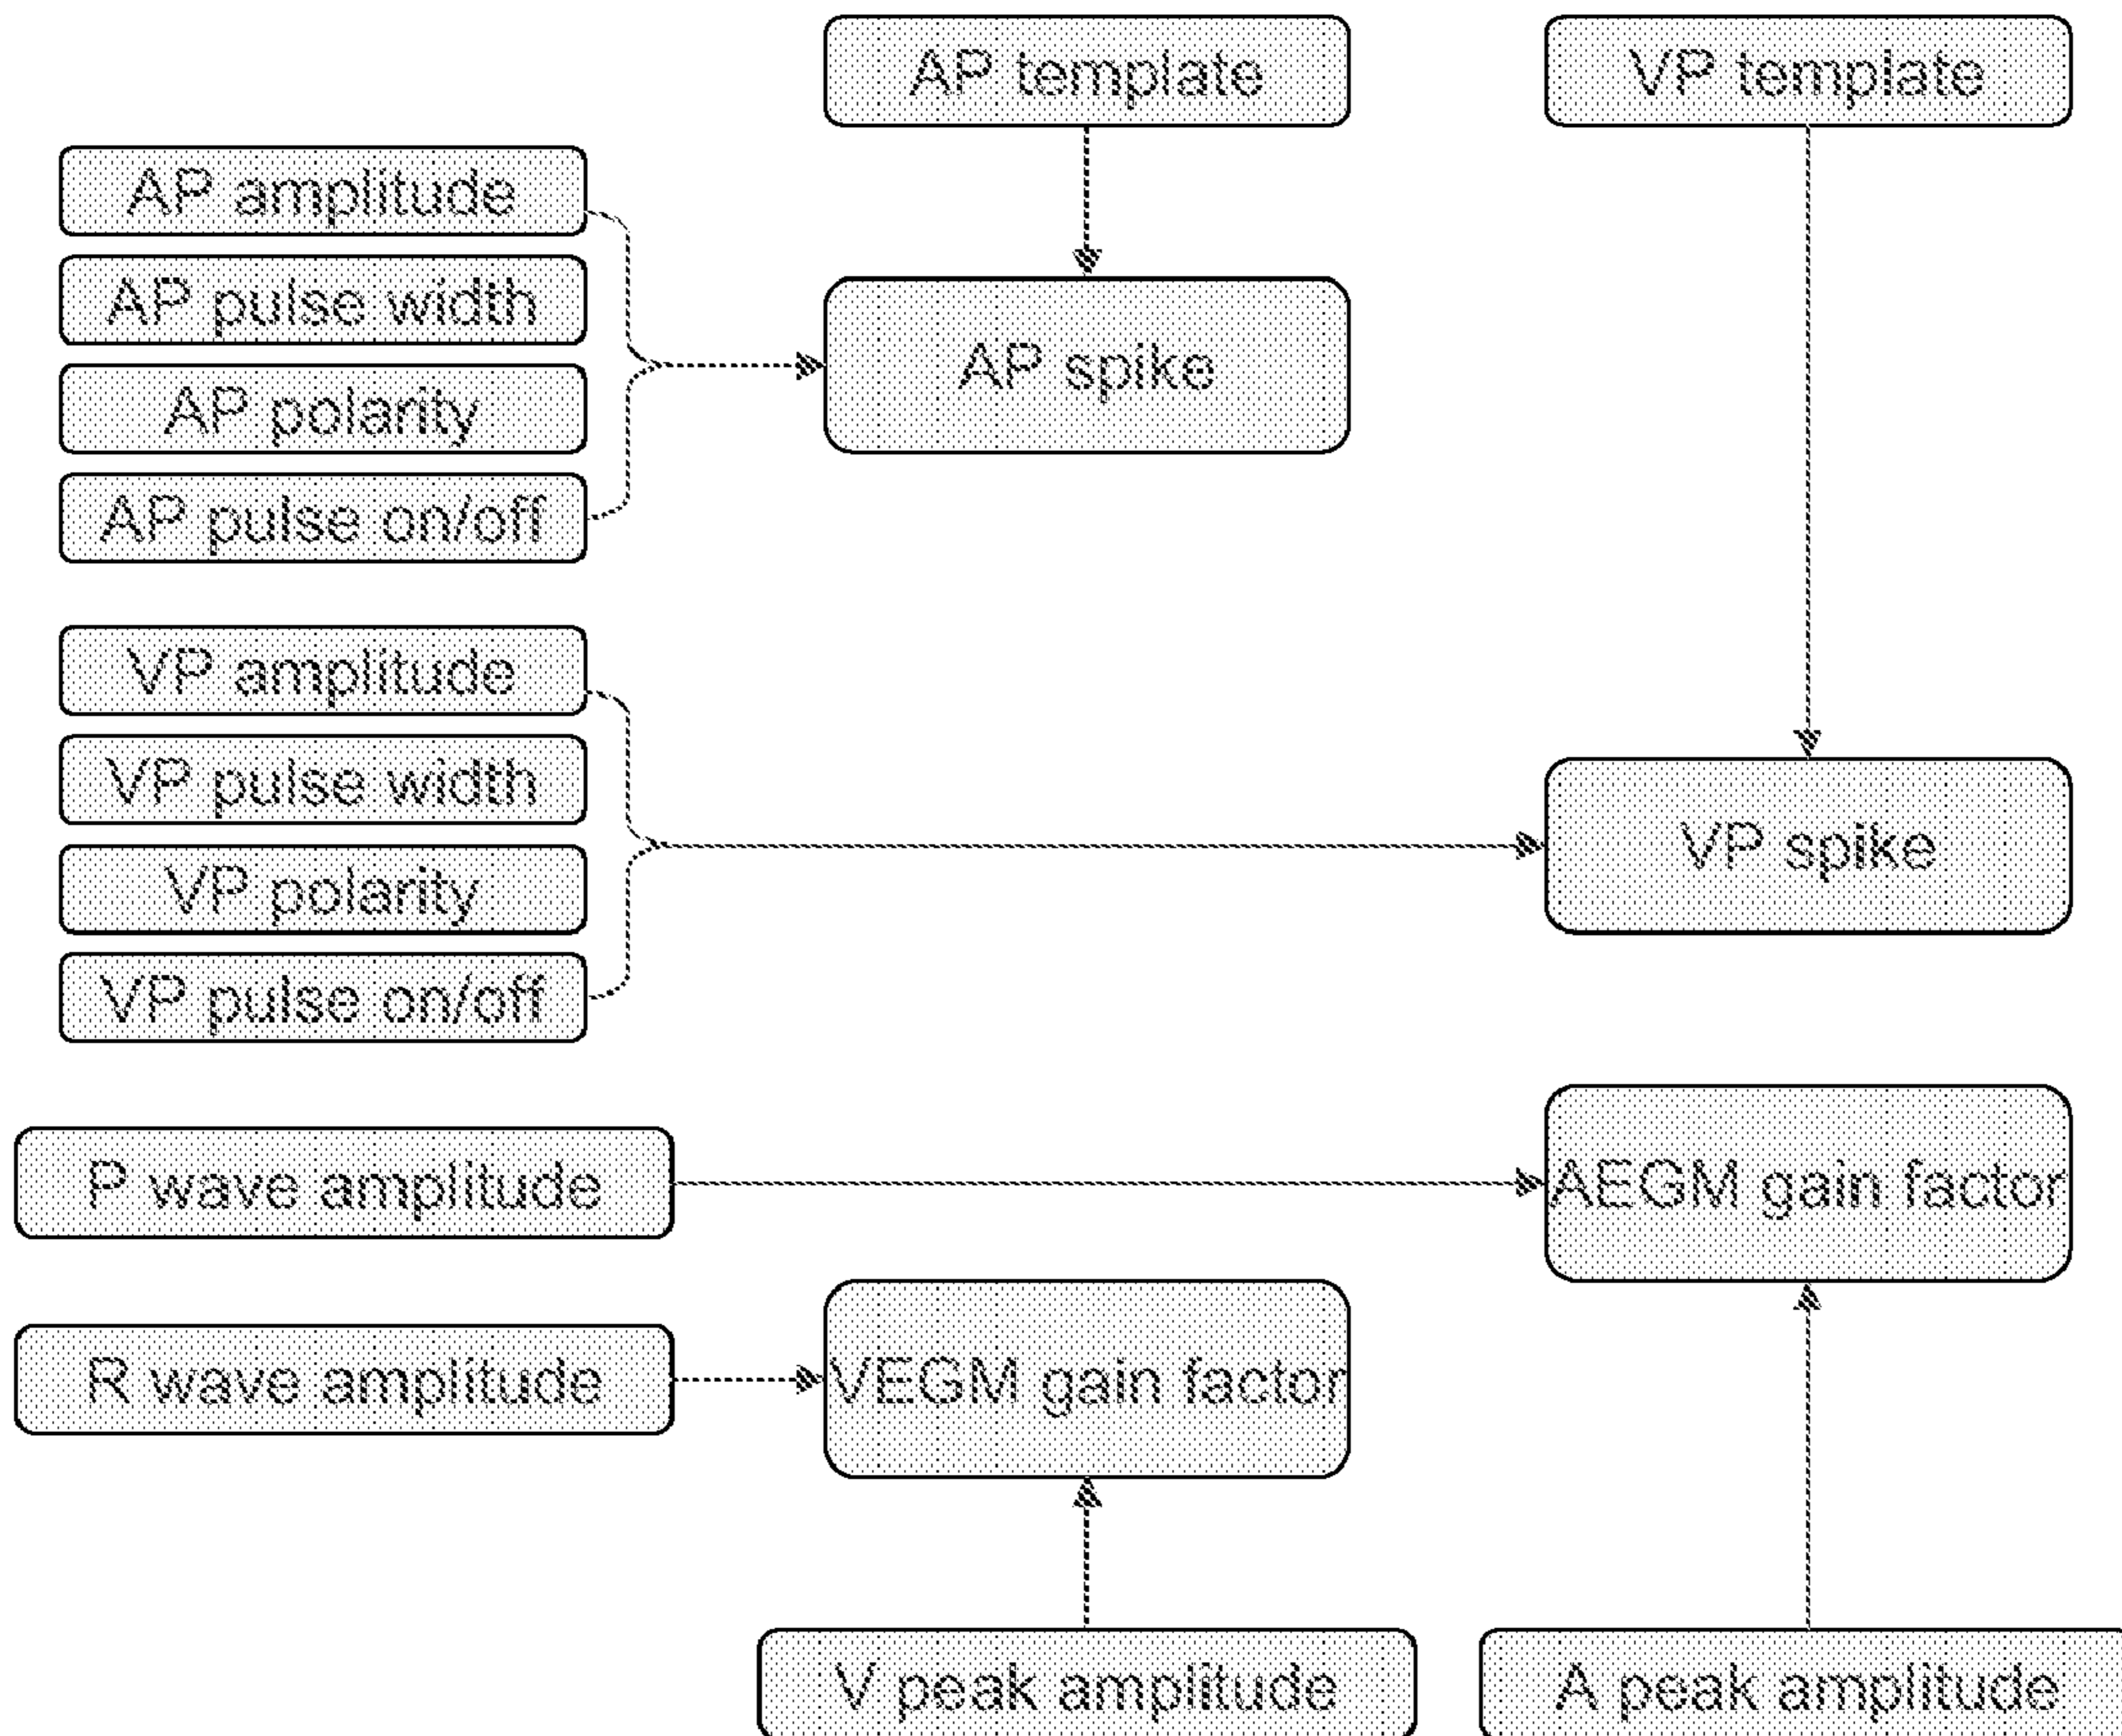 AP template
VP template
AP amplitude
AP pulse width
AP polarity
AP pulse on/off
AP spike
VP amplitude
VP pulse width
VP polarity
VP pulse on/off
VP spike
P wave amplitude
AEGM gain factor
R wave amplitude
VEGM gain factor
V peak amplitude
A peak amplitude